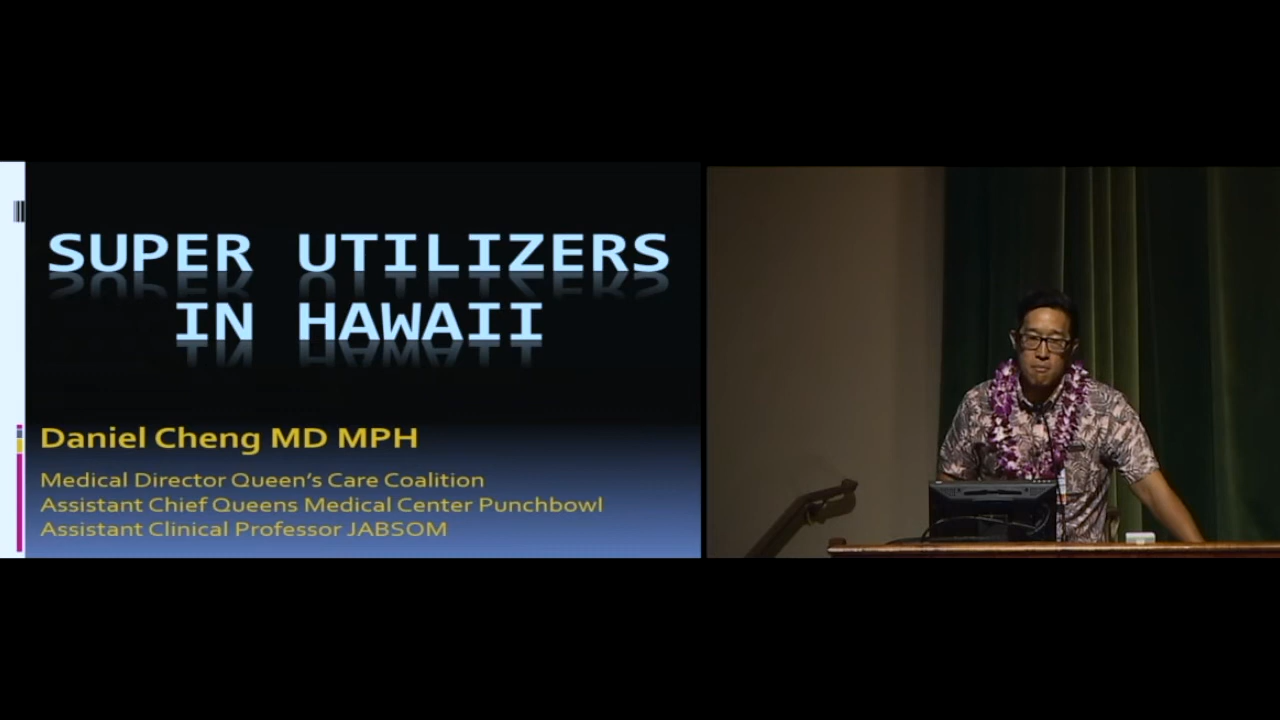 SUPER UTILIZERS
IN HAWAII
Daniel Cheng MD MPH
Medical Director Queen's Care Coalition
Assistant Chief Queens Medical Center Punchbowl
Assistant Clinical Professor JABSOM